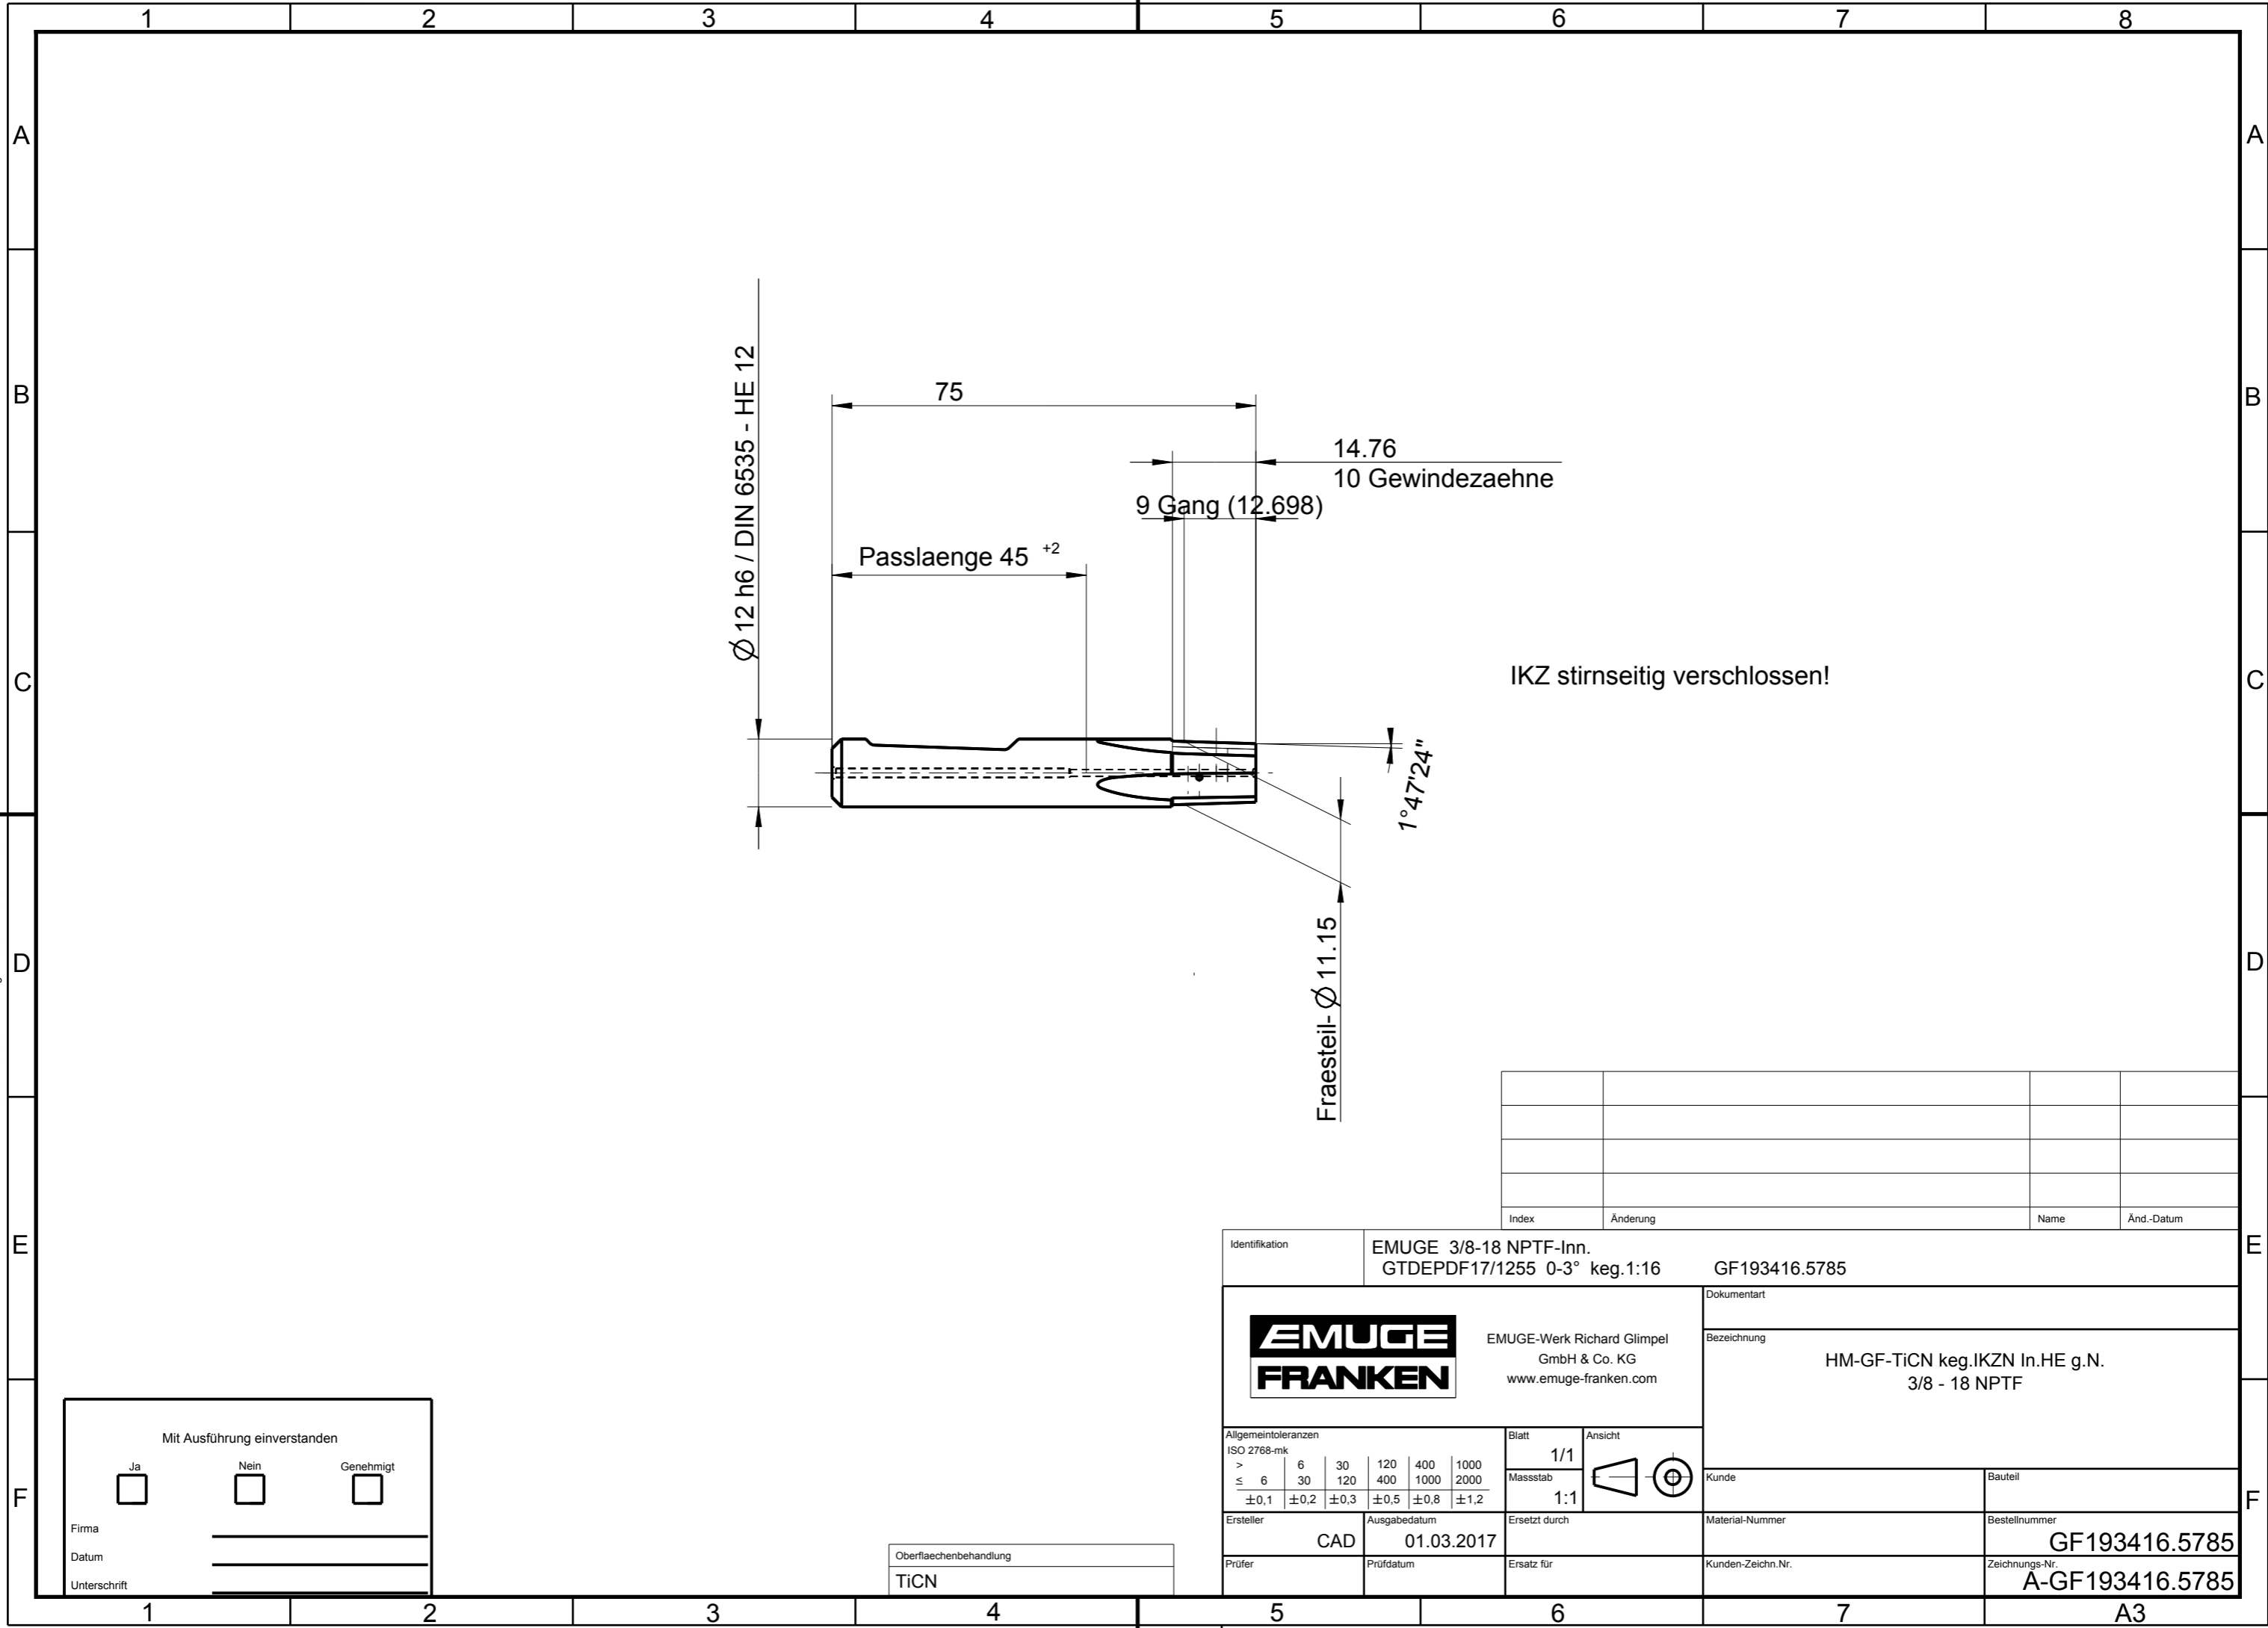 1 2 3 4 5 6 7 8
A A
B B
C C
D D
E E
F F
Ø 12 h6 / DIN 6535 - HE 12
75
14.76
10 Gewindezaehne
9 Gang (12.698)
Passlaenge 45 +2
IKZ stirnseitig verschlossen!
1°47'24"
Fraesteil- Ø 11.15
Index Änderung Name Änd.-Datum
Identifikation
EMUGE 3/8-18 NPTF-Inn.
GTDEPDF17/1255 0-3° keg.1:16 GF193416.5785
EMUGE
FRANKEN
EMUGE-Werk Richard Glimpel
GmbH & Co. KG
www.emuge-franken.com
Dokumentart
Bezeichnung
HM-GF-TiCN keg.IKZN In.HE g.N.
3/8 - 18 NPTF
Allgemeintoleranzen
ISO 2768-mk
> 6 30 120 400 1000
≤ 6 30 120 400 1000 2000
±0,1 ±0,2 ±0,3 ±0,5 ±0,8 ±1,2
Blatt
1/1
Massstab
1:1
Ansicht
Kunde
Bauteil
Ersteller
CAD
Ausgabedatum
01.03.2017
Ersetzt durch
Material-Nummer
Bestellnummer
GF193416.5785
Prüfer
Prüfdatum
Ersatz für
Kunden-Zeichn.Nr.
Zeichnungs-Nr.
A-GF193416.5785
Mit Ausführung einverstanden
Ja Nein Genehmigt
Firma
Datum
Unterschrift
Oberflaechenbehandlung
TiCN
1 2 3 4 5 6 7 A3